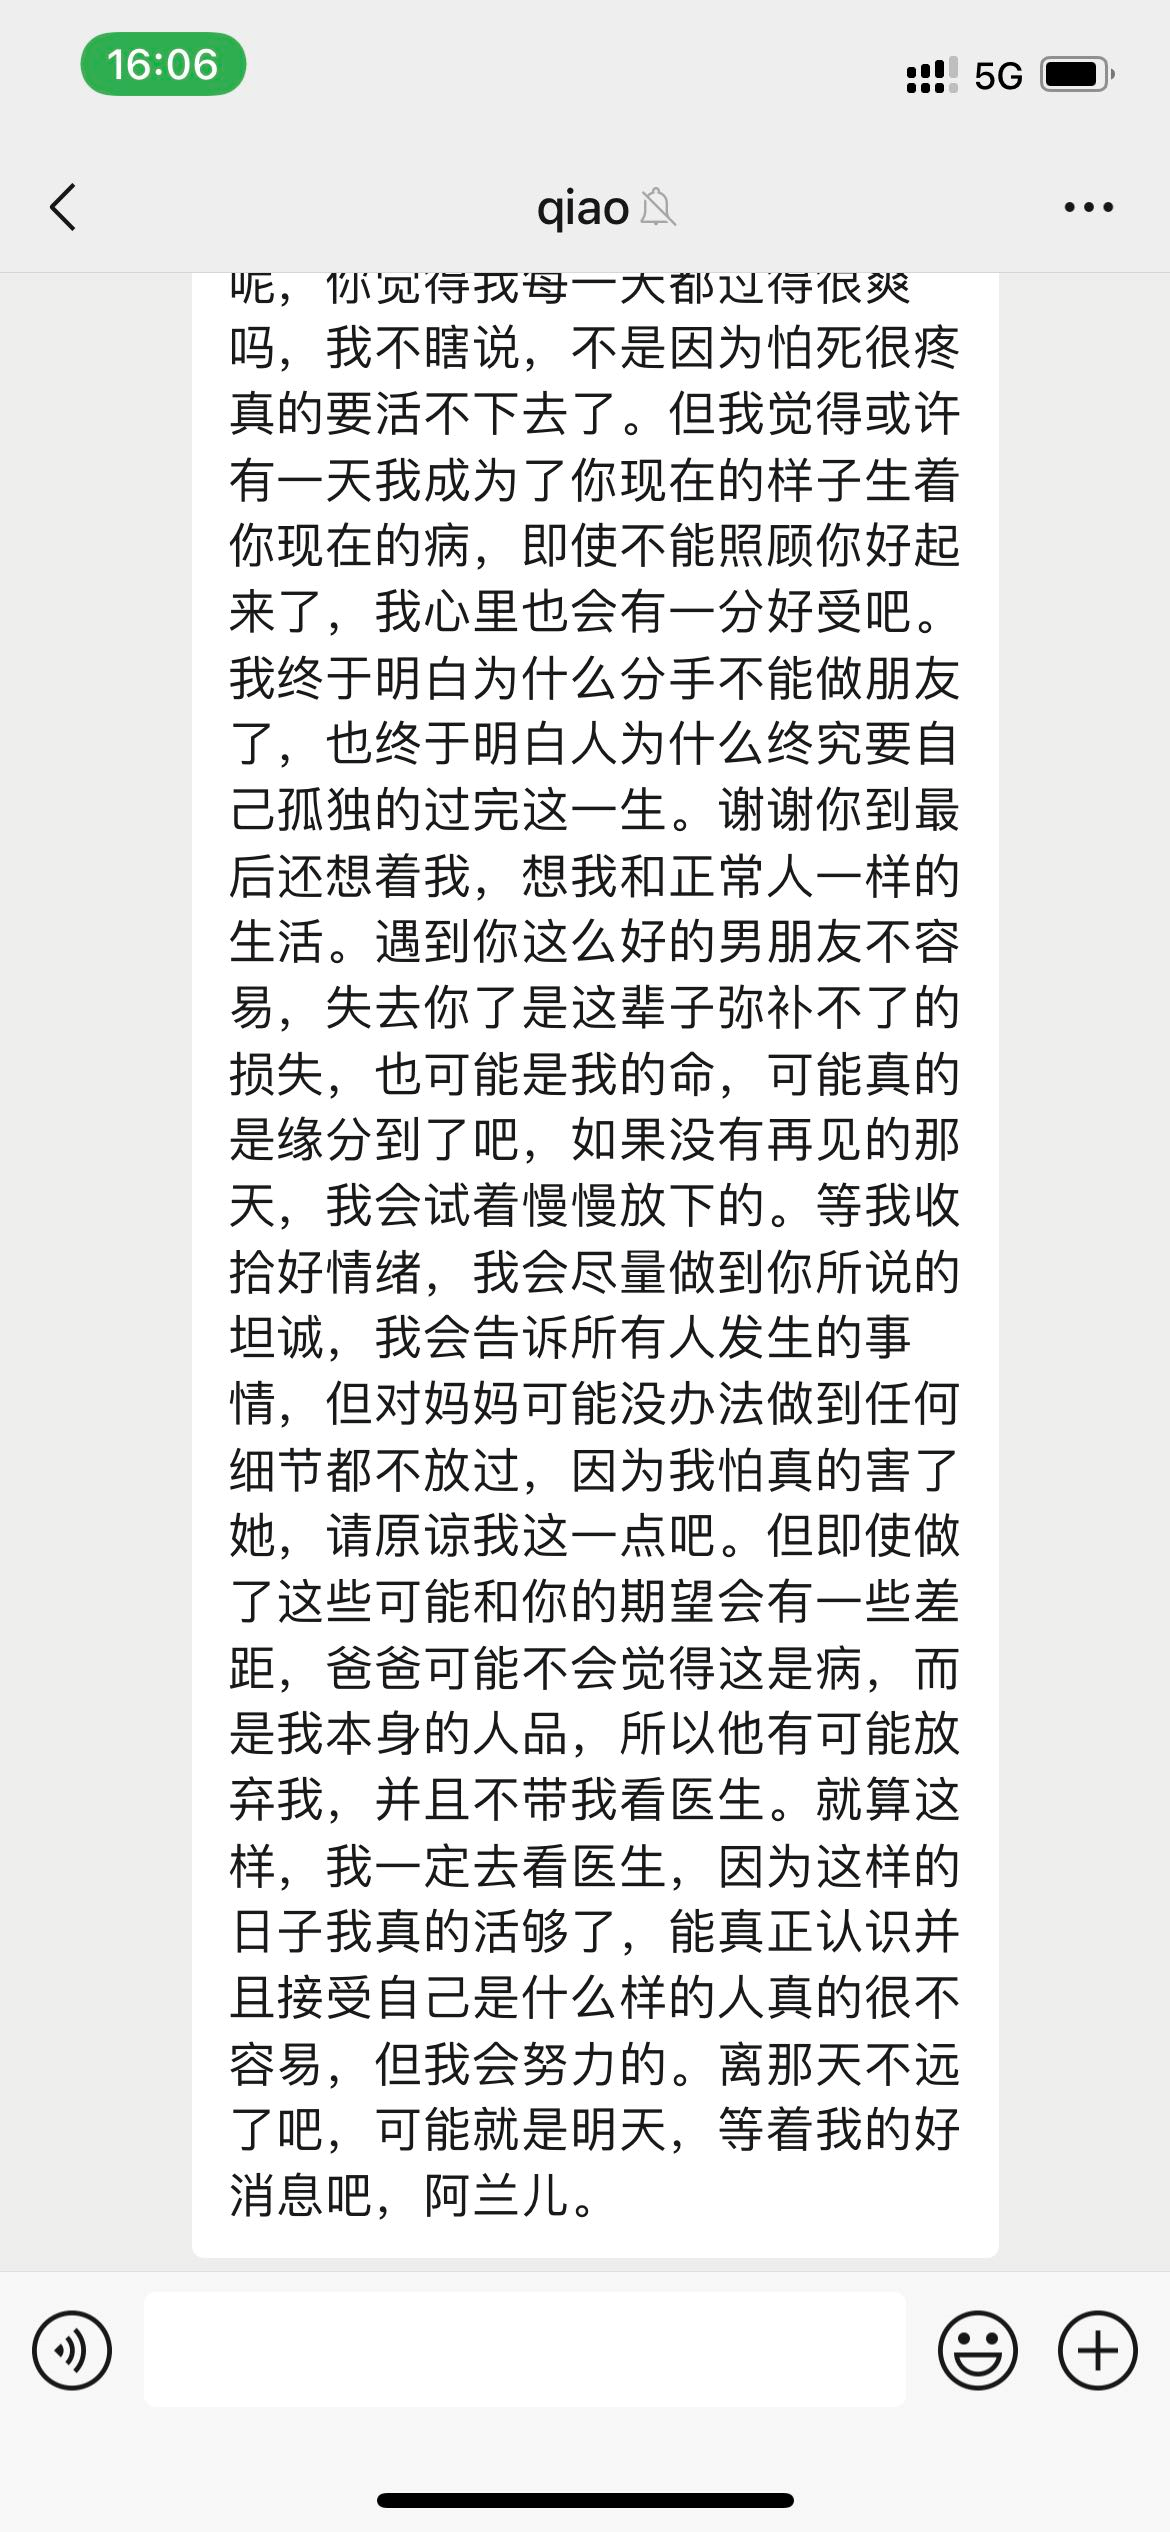 16:06
5G
qiao
呢，你觉得我每一天都过得很爽
吗，我不瞎说，不是因为怕死很疼
真的要活不下去了。但我觉得或许
有一天我成为了你现在的样子生着
你现在的病，即使不能照顾你好起
来了，我心里也会有一分好受吧。
我终于明白为什么分手不能做朋友
了，也终于明白人为什么终究要自
己孤独的过完这一生。谢谢你到最
后还想着我，想我和正常人一样的
生活。遇到你这么好的男朋友不容
易，失去你了是这辈子弥补不了的
损失，也可能是我的命，可能真的
是缘分到了吧，如果没有再见的那
天，我会试着慢慢放下的。等我收
拾好情绪，我会尽量做到你所说的
坦诚，我会告诉所有人发生的事
情，但对妈妈可能没办法做到任何
细节都不放过，因为我怕真的害了
她，请原谅我这一点吧。但即使做
了这些可能和你的期望会有一些差
距，爸爸可能不会觉得这是病，而
是我本身的人品，所以他有可能放
弃我，并且不带我看医生。就算这
样，我一定去看医生，因为这样的
日子我真的活够了，能真正认识并
且接受自己是什么样的人真的很不
容易，但我会努力的。离那天不远
了吧，可能就是明天，等着我的好
消息吧，阿兰儿。